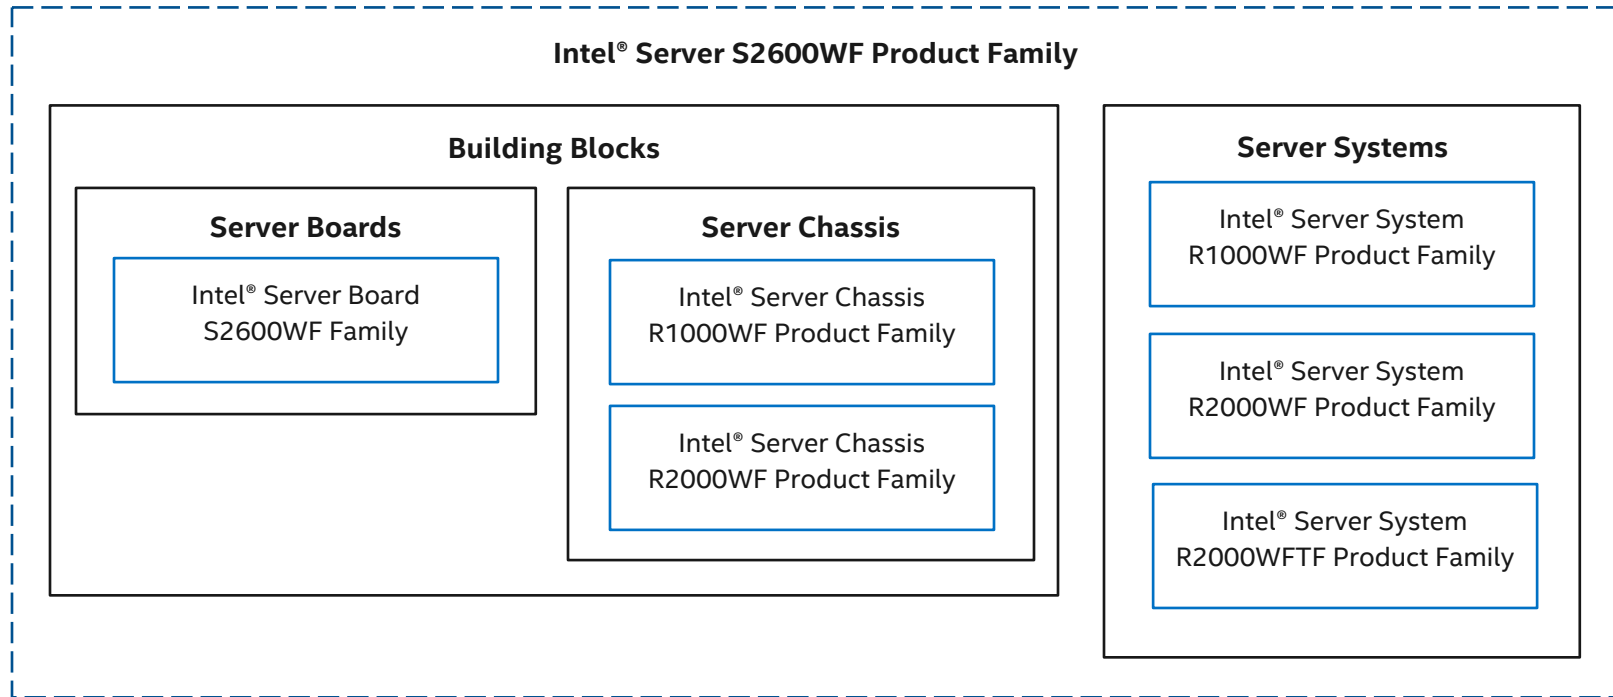 Intel® Server S2600WF Product Family
Building Blocks
Server Boards
Intel® Server Board
S2600WF Family
Server Chassis
Intel® Server Chassis
R1000WF Product Family
Intel® Server Chassis
R2000WF Product Family
Server Systems
Intel® Server System
R1000WF Product Family
Intel® Server System
R2000WF Product Family
Intel® Server System
R2000WFTF Product Family